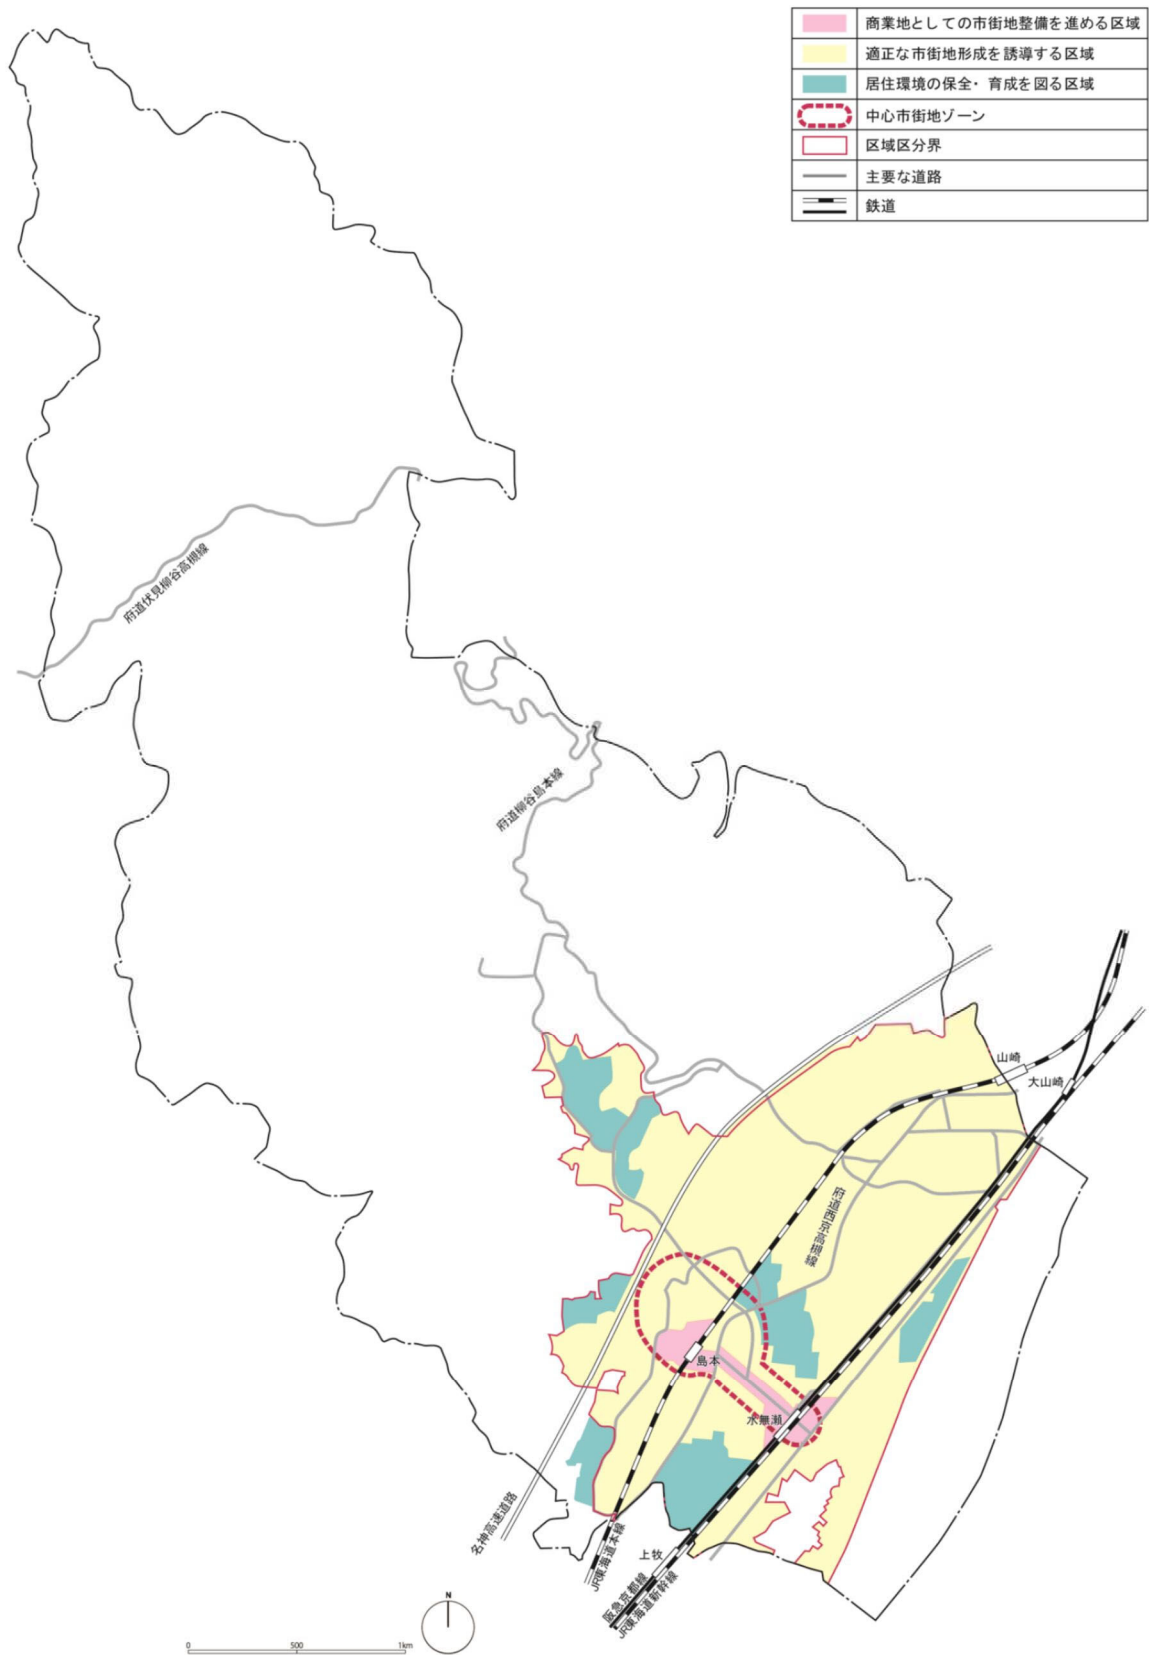 商業地としての市街地整備を進める区域
適正な市街地形成を誘導する区域
居住環境の保全・育成を図る区域
中心市街地ゾーン
区域区分界
主要な道路
鉄道
府道伏見柳谷高槻線
府道柳谷島本線
山崎
大山崎
府道西京高槻線
島本
水無瀬
名神高速道路
上牧
JR東海道本線
阪急京都線
JR東海道新幹線
N
0 500 1km